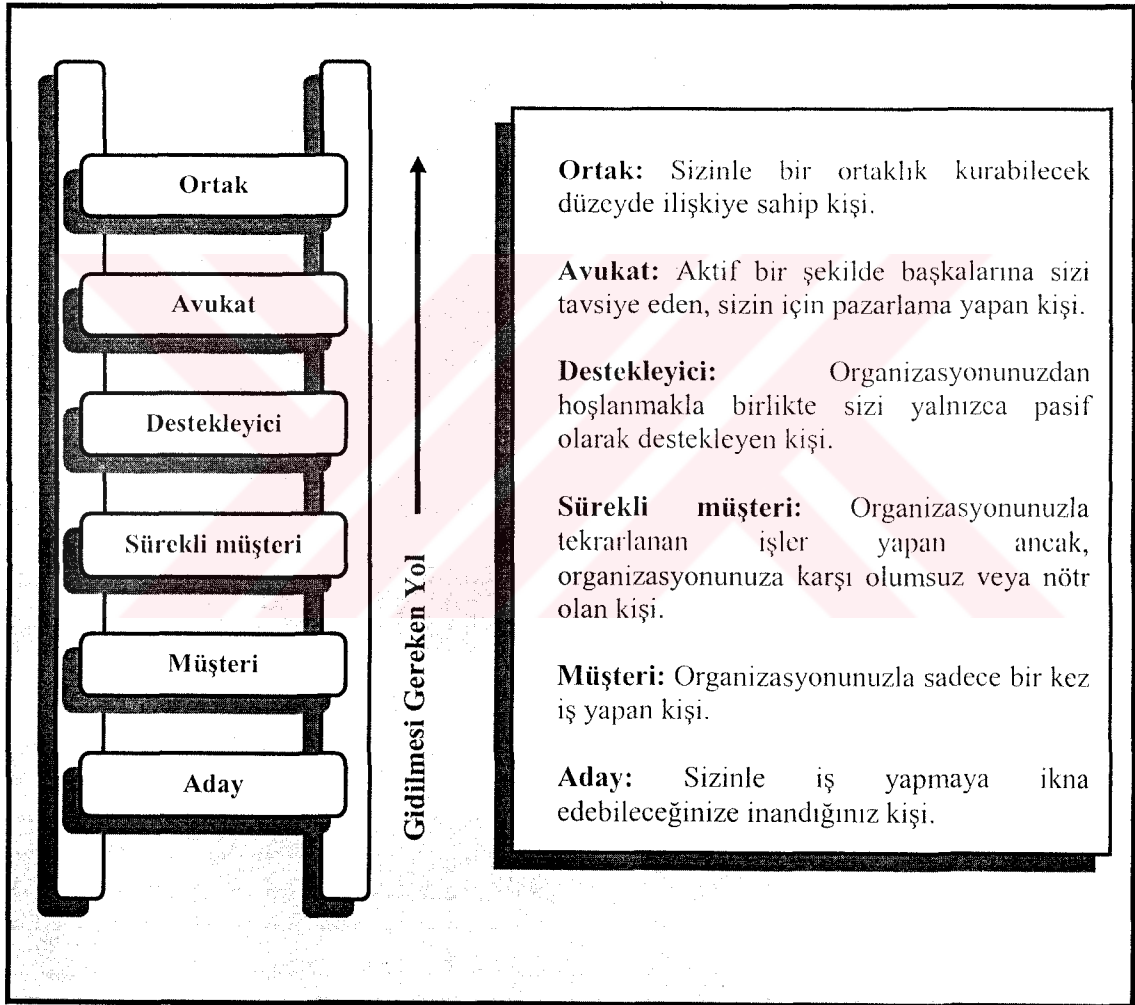 Ortak
Avukat
Destekleyici
Sürekli müşteri
Müşteri
Aday
Gidilmesi Gereken Yol
Ortak: Sizinle bir ortaklık kurabilecek
düzeyde ilişkiye sahip kişi.
Avukat: Aktif bir şekilde başkalarına sizi
tavsiye eden, sizin için pazarlama yapan kişi.
Destekleyici: Organizasyonunuzdan
hoşlanmakla birlikte sizi yalnızca pasif
olarak destekleyen kişi.
Sürekli müşteri: Organizasyonunuzla
tekrarlanan işler yapan ancak,
organizasyonunuza karşı olumsuz veya nötr
olan kişi.
Müşteri: Organizasyonunuzla sadece bir kez
iş yapan kişi.
Aday: Sizinle iş yapmaya ikna
edebileceğinize inandığınız kişi.